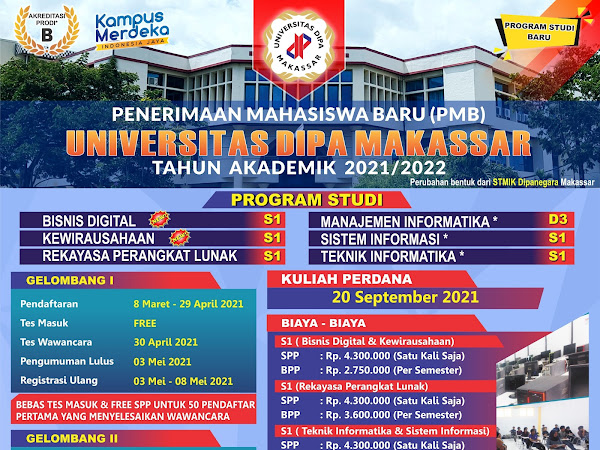 AKREDITASI
PRODI
B
Kampus
Merdeka
INDONESIA JAYA
UNIVERSITAS DIPA
MAKASSAR
PROGRAM STUDI
BARU
PENERIMAAN MAHASISWA BARU (PMB)
UNIVERSITAS DIPA MAKASSAR
TAHUN AKADEMIK 2021/2022
Perubahan bentuk dari STMIK Dipanegara Makassar
PROGRAM STUDI
BISNIS DIGITAL S1
KEWIRAUSAHAAN S1
REKAYASA PERANGKAT LUNAK S1
MANAJEMEN INFORMATIKA * D3
SISTEM INFORMASI * S1
TEKNIK INFORMATIKA * S1
GELOMBANG I
Pendaftaran 8 Maret - 29 April 2021
Tes Masuk FREE
Tes Wawancara 30 April 2021
Pengumuman Lulus 03 Mei 2021
Registrasi Ulang 03 Mei - 08 Mei 2021
BEBAS TES MASUK & FREE SPP UNTUK 50 PENDAFTAR
PERTAMA YANG MENYELESAIKAN WAWANCARA
GELOMBANG II
KULIAH PERDANA
20 September 2021
BIAYA - BIAYA
S1 ( Bisnis Digital & Kewirausahaan)
SPP : Rp. 4.300.000 (Satu Kali Saja)
BPP : Rp. 2.750.000 (Per Semester)
S1 (Rekayasa Perangkat Lunak)
SPP : Rp. 4.300.000 (Satu Kali Saja)
BPP : Rp. 3.600.000 (Per Semester)
S1 ( Teknik Informatika & Sistem Informasi)
SPP : Rp. 4.300.000 (Satu Kali Saja)